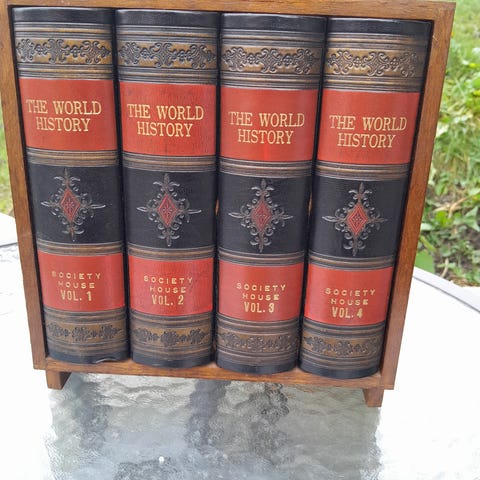 THE WORLD
HISTORY
SOCIETY
HOUSE
VOL. 1
THE WORLD
HISTORY
SOCIETY
HOUSE
VOL. 2
THE WORLD
HISTORY
SOCIETY
HOUSE
VOL. 3
THE WORLD
HISTORY
SOCIETY
HOUSE
VOL. 4